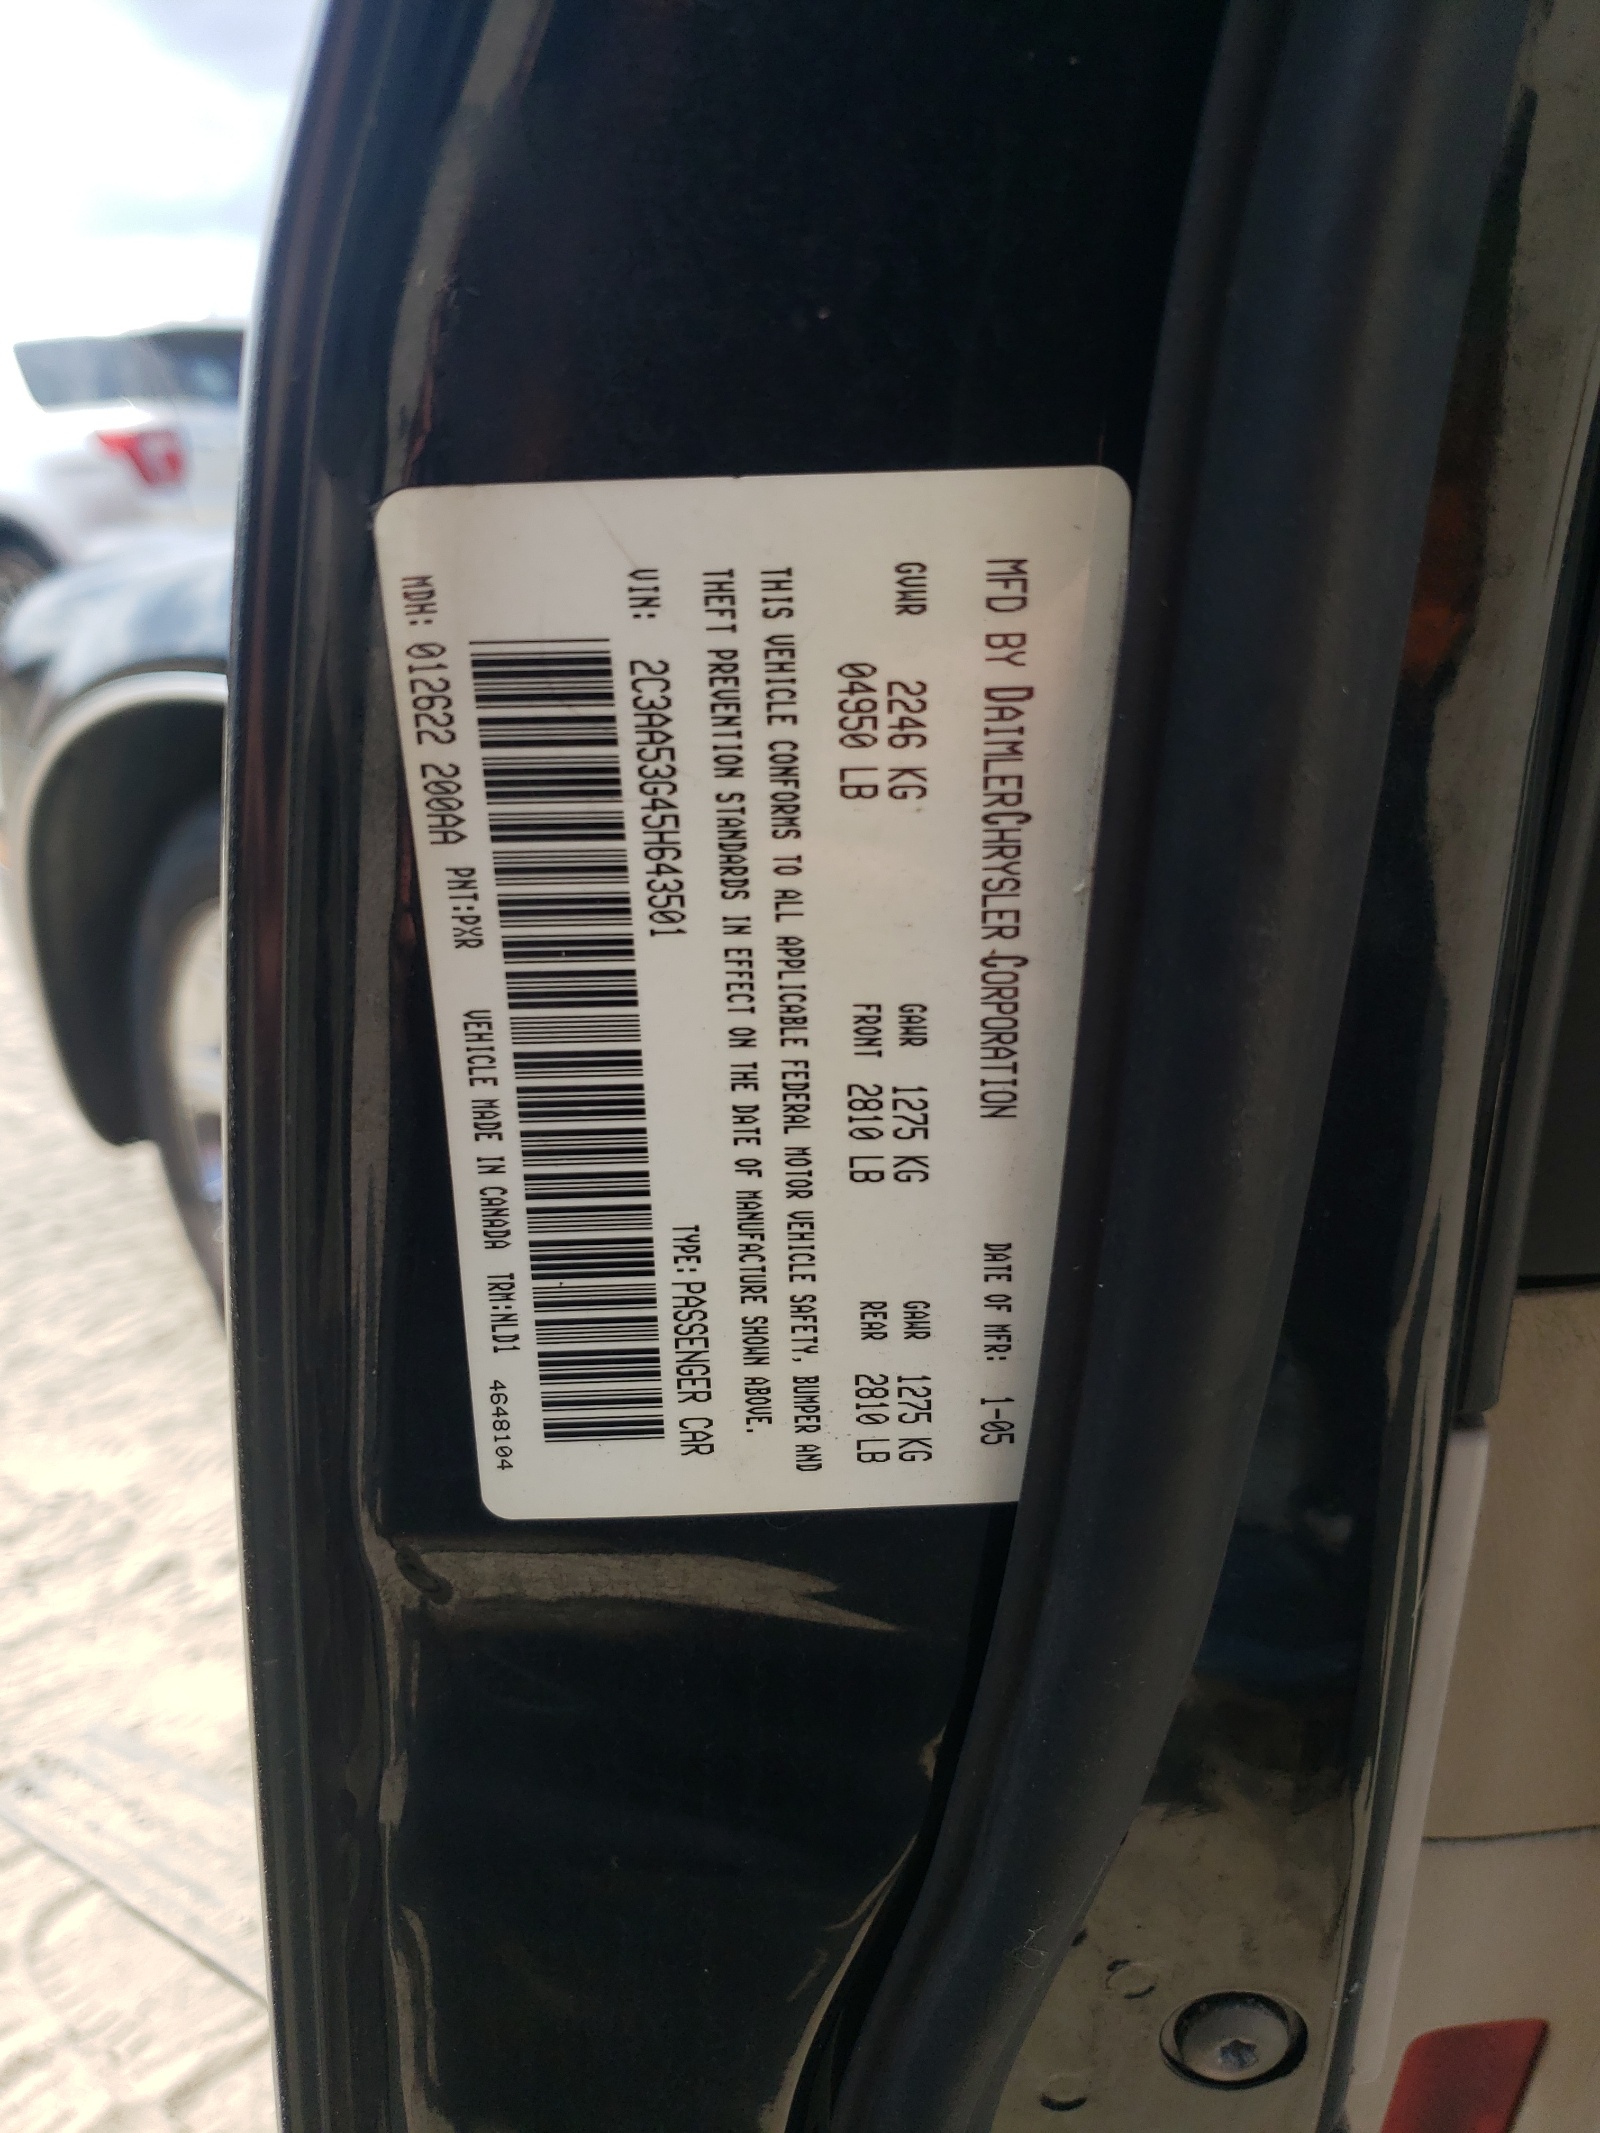 MFD BY DAIMLERCHRYSLER CORPORATION DATE OF MFR: 1-05
GVWR 2246 KG GAWR 1275 KG GAWR 1275 KG
04950 LB FRONT 2810 LB REAR 2810 LB
THIS VEHICLE CONFORMS TO ALL APPLICABLE FEDERAL MOTOR VEHICLE SAFETY, BUMPER AND
THEFT PREVENTION STANDARDS IN EFFECT ON THE DATE OF MANUFACTURE SHOWN ABOVE.
VIN: 2C3AA53G45H643501 TYPE: PASSENGER CAR
MDH: 012622 200AA PNT:PXR VEHICLE MADE IN CANADA TRM:NLD1 4648104